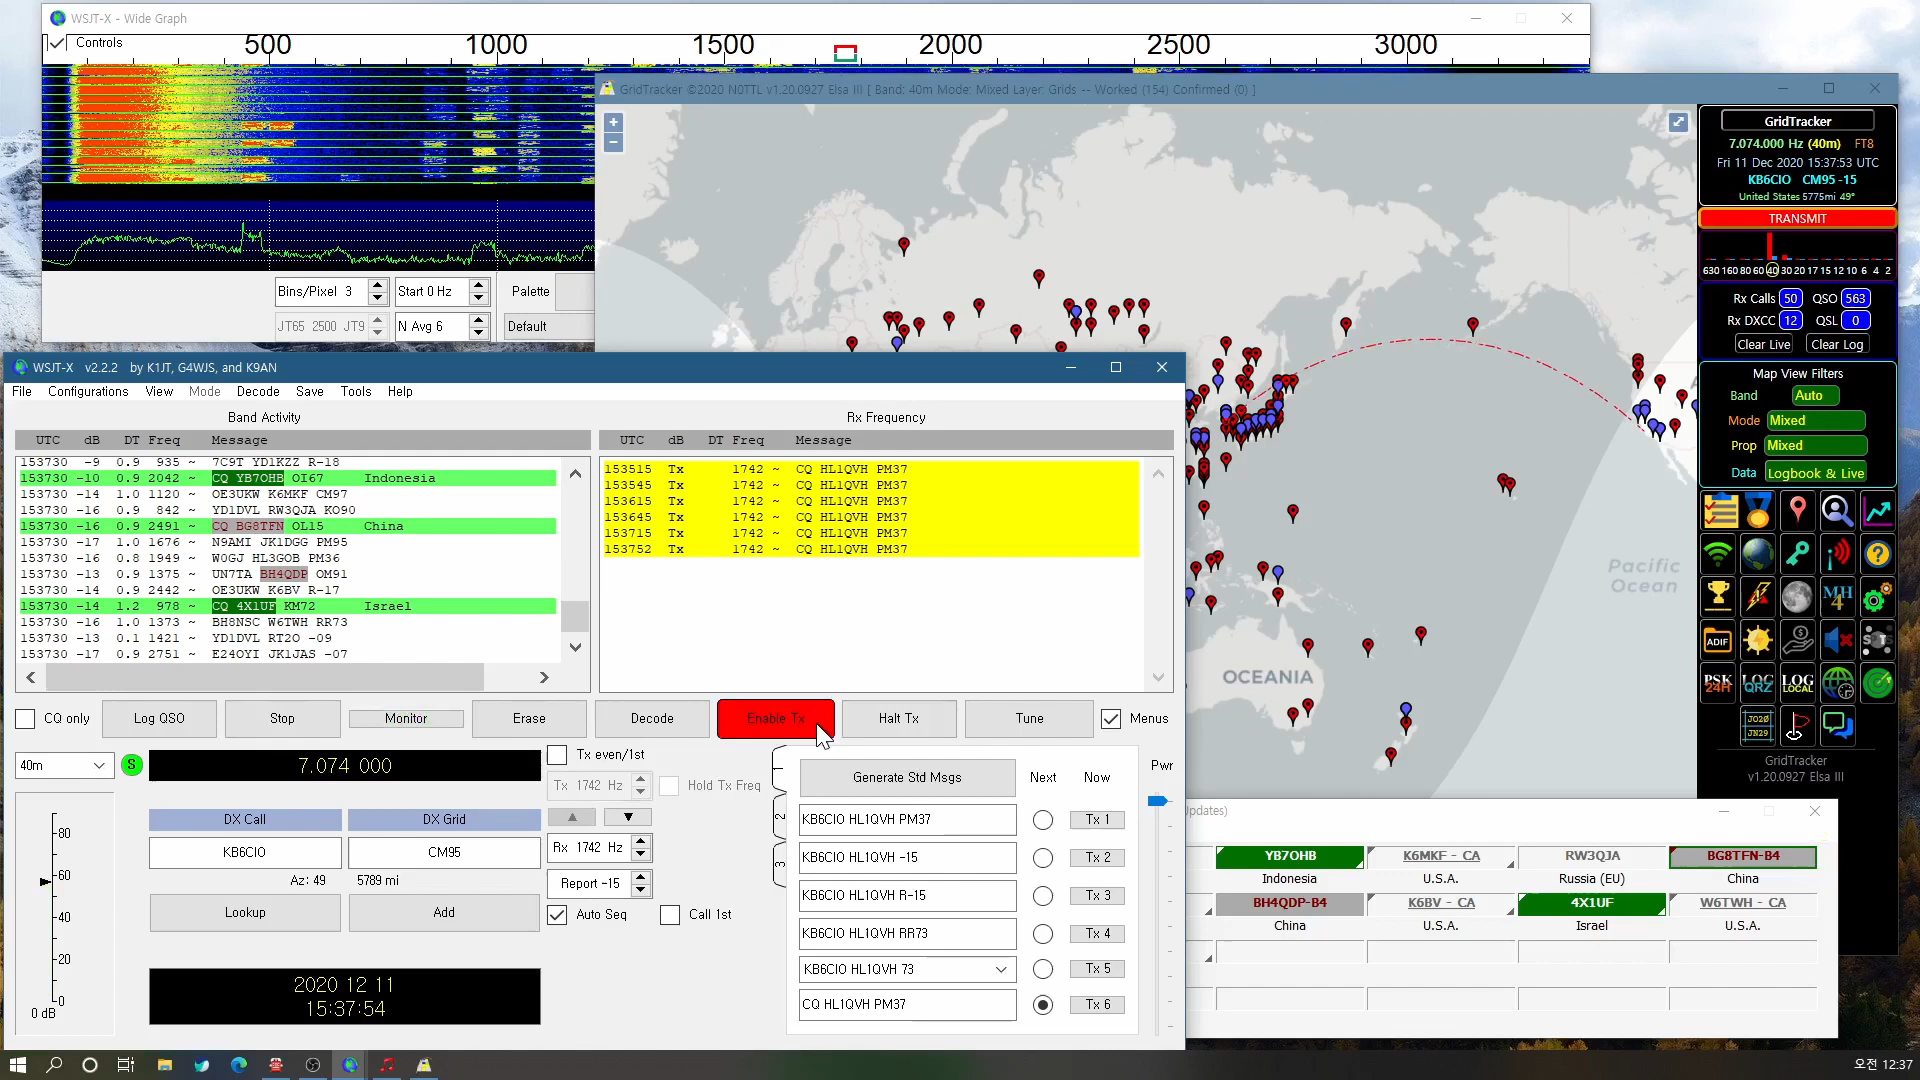 WSJT-X - Wide Graph
Controls
500 1000 1500 2000 2500 3000
Bins/Pixel 3 Start 0 Hz Palette
JT65 2500 JT9 N Avg 6 Default
GridTracker ©2020 N0TTL v1.20.0927 Elsa III [ Band: 40m Mode: Mixed Layer: Grids -- Worked (154) Confirmed (0) ]
+
−
Pacific
Ocean
OCEANIA
GridTracker
7.074.000 Hz (40m) FT8
Fri 11 Dec 2020 15:37:53 UTC
KB6CIO CM95 -15
United States 5775mi 49°
TRANSMIT
630 160 80 60 40 30 20 17 15 12 10 6 4 2
Rx Calls 50 QSO 563
Rx DXCC 12 QSL 0
Clear Live Clear Log
Map View Filters
Band Auto
Mode Mixed
Prop Mixed
Data Logbook & Live
MH
4
ADIF
PSK
24H
LOG
QRZ
LOG
LOCAL
JO20
JN29
GridTracker
v1.20.0927 Elsa III
WSJT-X v2.2.2 by K1JT, G4WJS, and K9AN
File Configurations View Mode Decode Save Tools Help
Band Activity
UTC dB DT Freq Message
153730 -9 0.9 935 ~ 7C9T YD1KZZ R-18
153730 -10 0.9 2042 ~ CQ YB7OHB OI67 Indonesia
153730 -14 1.0 1120 ~ OE3UKW K6MKF CM97
153730 -16 0.9 842 ~ YD1DVL RW3QJA KO90
153730 -16 0.9 2491 ~ CQ BG8TFN OL15 China
153730 -17 1.0 1676 ~ N9AMI JK1DGG PM95
153730 -16 0.8 1949 ~ W0GJ HL3GOB PM36
153730 -13 0.9 1375 ~ UN7TA BH4QDP OM91
153730 -14 0.9 2442 ~ OE3UKW K6BV R-17
153730 -14 1.2 978 ~ CQ 4X1UF KM72 Israel
153730 -16 1.0 1373 ~ BH8NSC W6TWH RR73
153730 -13 0.1 1421 ~ YD1DVL RT2O -09
153730 -17 0.9 2751 ~ E24OYI JK1JAS -07
Rx Frequency
UTC dB DT Freq Message
153515 Tx 1742 ~ CQ HL1QVH PM37
153545 Tx 1742 ~ CQ HL1QVH PM37
153615 Tx 1742 ~ CQ HL1QVH PM37
153645 Tx 1742 ~ CQ HL1QVH PM37
153715 Tx 1742 ~ CQ HL1QVH PM37
153752 Tx 1742 ~ CQ HL1QVH PM37
CQ only Log QSO Stop Monitor Erase Decode Enable Tx Halt Tx Tune Menus
40m S 7.074 000
Tx even/1st
Tx 1742 Hz Hold Tx Freq
DX Call DX Grid
KB6CIO CM95
Az: 49 5789 mi
Lookup Add
Rx 1742 Hz
Report -15
Auto Seq Call 1st
80
60
40
20
0
0 dB
2020 12 11
15:37:54
1
2
3
Generate Std Msgs Next Now Pwr
KB6CIO HL1QVH PM37 Tx 1
KB6CIO HL1QVH -15 Tx 2
KB6CIO HL1QVH R-15 Tx 3
KB6CIO HL1QVH RR73 Tx 4
KB6CIO HL1QVH 73 Tx 5
CQ HL1QVH PM37 Tx 6
YB7OHB K6MKF - CA RW3QJA BG8TFN-B4
Indonesia U.S.A. Russia (EU) China
BH4QDP-B4 K6BV - CA 4X1UF W6TWH - CA
China U.S.A. Israel U.S.A.
오전 12:37